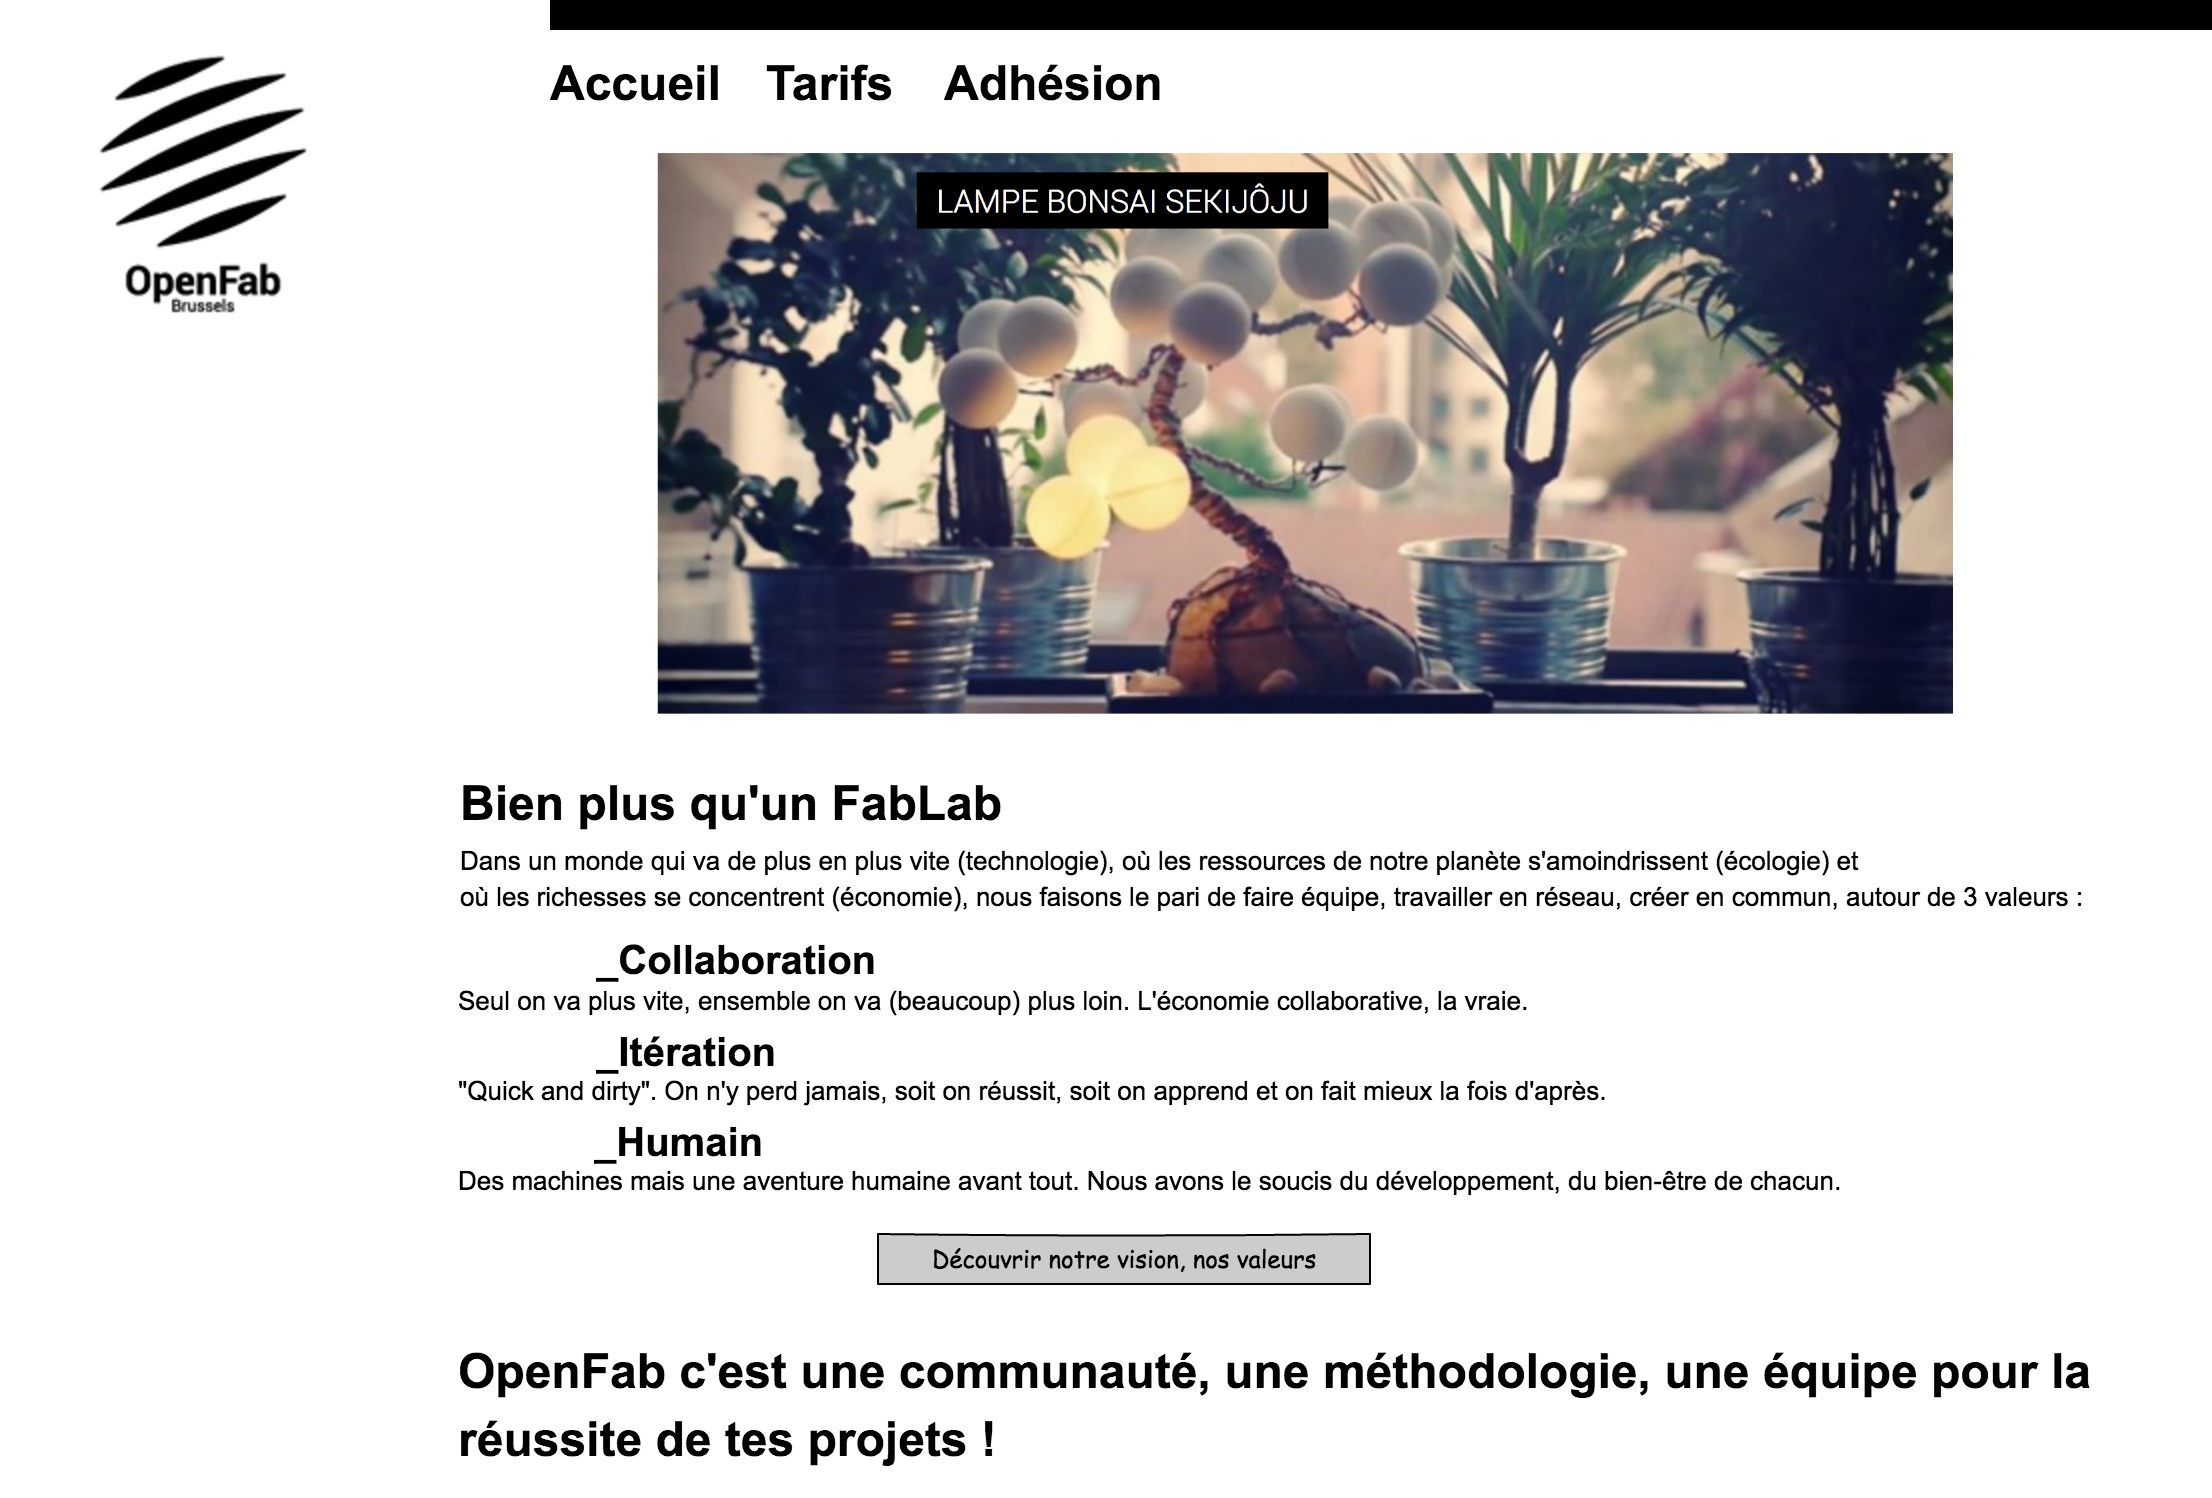 OpenFab
Brussels
Accueil Tarifs Adhésion
LAMPE BONSAI SEKIJÔJU
Bien plus qu'un FabLab
Dans un monde qui va de plus en plus vite (technologie), où les ressources de notre planète s'amoindrissent (écologie) et
où les richesses se concentrent (économie), nous faisons le pari de faire équipe, travailler en réseau, créer en commun, autour de 3 valeurs :
_Collaboration
Seul on va plus vite, ensemble on va (beaucoup) plus loin. L'économie collaborative, la vraie.
_Itération
"Quick and dirty". On n'y perd jamais, soit on réussit, soit on apprend et on fait mieux la fois d'après.
_Humain
Des machines mais une aventure humaine avant tout. Nous avons le soucis du développement, du bien-être de chacun.
Découvrir notre vision, nos valeurs
OpenFab c'est une communauté, une méthodologie, une équipe pour la
réussite de tes projets !